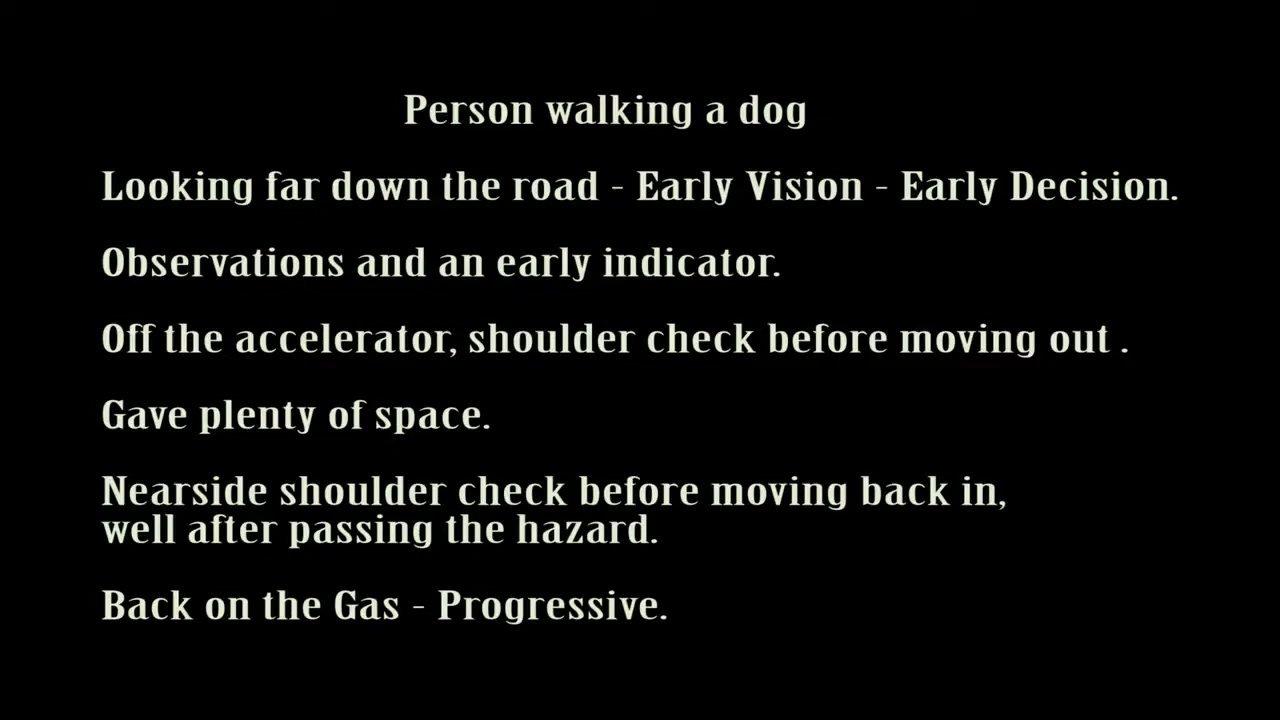 Person walking a dog
Looking far down the road - Early Vision - Early Decision.
Observations and an early indicator.
Off the accelerator, shoulder check before moving out .
Gave plenty of space.
Nearside shoulder check before moving back in,
well after passing the hazard.
Back on the Gas - Progressive.